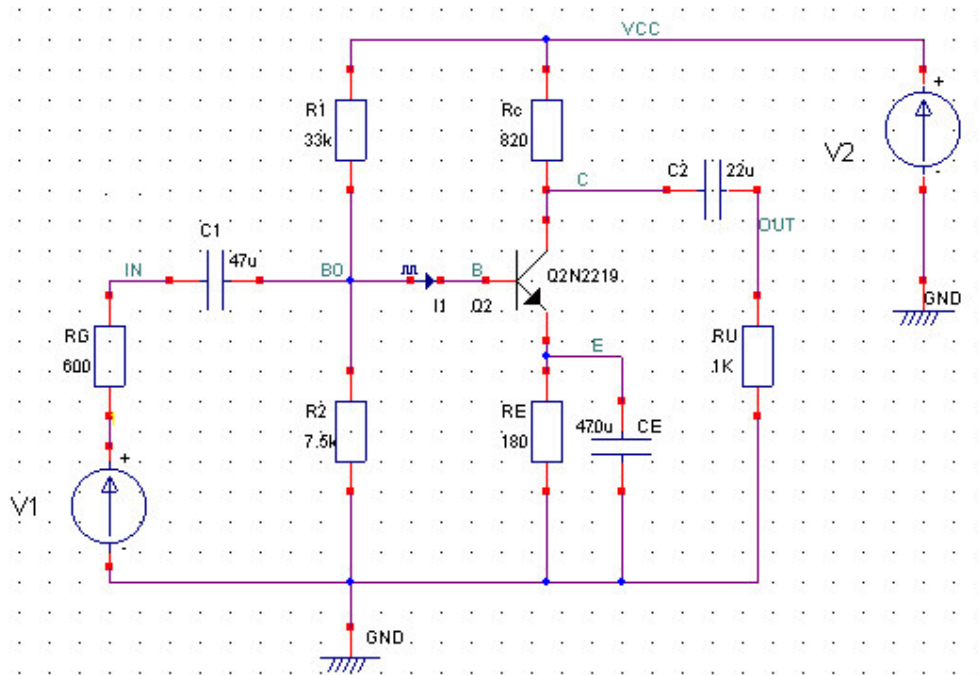 VCC
R1
33k
Rc
820
+
V2
-
C2
22u
C
OUT
C1
47u
IN
B0
B
I1
Q2
Q2N2219
GND
E
RG
600
RU
1K
R2
7.5k
RE
180
470u
CE
+
V1
-
GND